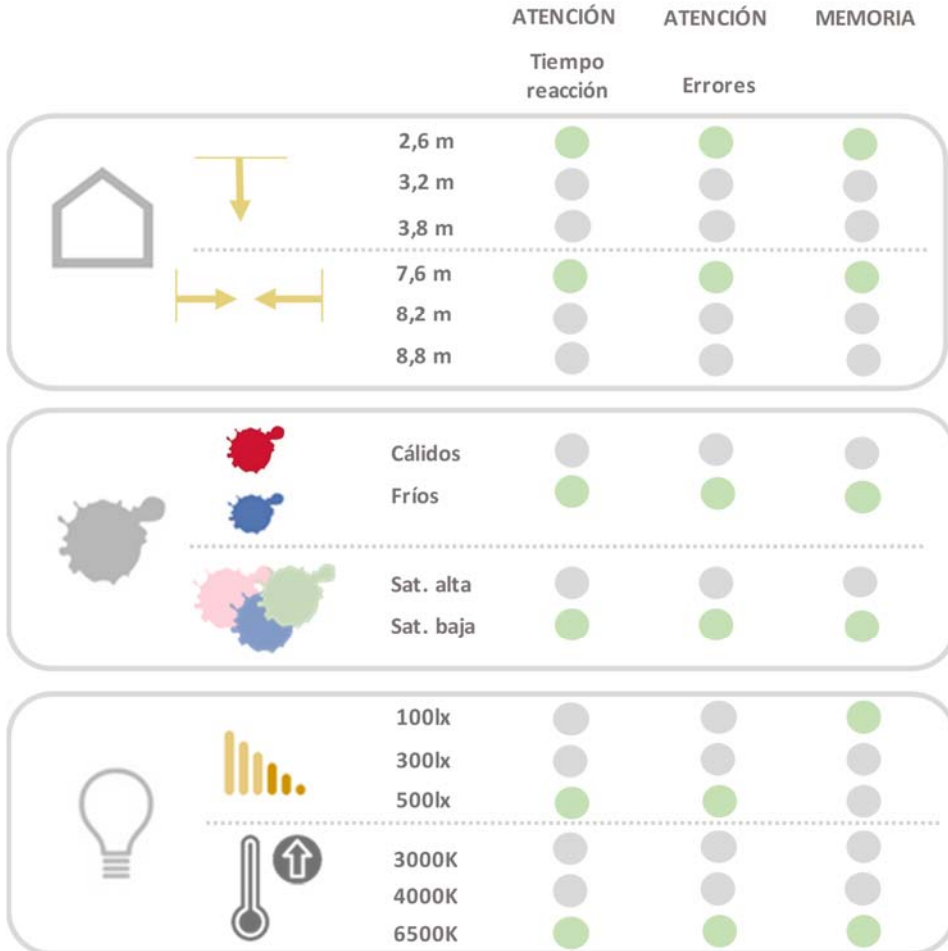 ATENCIÓN ATENCIÓN MEMORIA
Tiempo
reacción Errores
2,6 m
3,2 m
3,8 m
7,6 m
8,2 m
8,8 m
Cálidos
Fríos
Sat. alta
Sat. baja
100lx
300lx
500lx
3000K
4000K
6500K